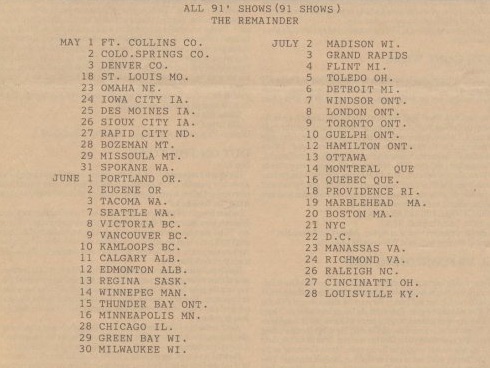 ALL 91' SHOWS(91 SHOWS)
THE REMAINDER
MAY 1 FT. COLLINS CO.
2 COLO.SPRINGS CO.
3 DENVER CO.
18 ST. LOUIS MO.
23 OMAHA NE.
24 IOWA CITY IA.
25 DES MOINES IA.
26 SIOUX CITY IA.
27 RAPID CITY ND.
28 BOZEMAN MT.
29 MISSOULA MT.
31 SPOKANE WA.
JUNE 1 PORTLAND OR.
2 EUGENE OR
3 TACOMA WA.
7 SEATTLE WA.
8 VICTORIA BC.
9 VANCOUVER BC.
10 KAMLOOPS BC.
11 CALGARY ALB.
12 EDMONTON ALB.
13 REGINA SASK.
14 WINNEPEG MAN.
15 THUNDER BAY ONT.
16 MINNEAPOLIS MN.
28 CHICAGO IL.
29 GREEN BAY WI.
30 MILWAUKEE WI.
JULY 2 MADISON WI.
3 GRAND RAPIDS
4 FLINT MI.
5 TOLEDO OH.
6 DETROIT MI.
7 WINDSOR ONT.
8 LONDON ONT.
9 TORONTO ONT.
10 GUELPH ONT.
12 HAMILTON ONT.
13 OTTAWA
14 MONTREAL QUE
16 QUEBEC QUE.
18 PROVIDENCE RI.
19 MARBLEHEAD MA.
20 BOSTON MA.
21 NYC
22 D.C.
23 MANASSAS VA.
24 RICHMOND VA.
26 RALEIGH NC.
27 CINCINATTI OH.
28 LOUISVILLE KY.